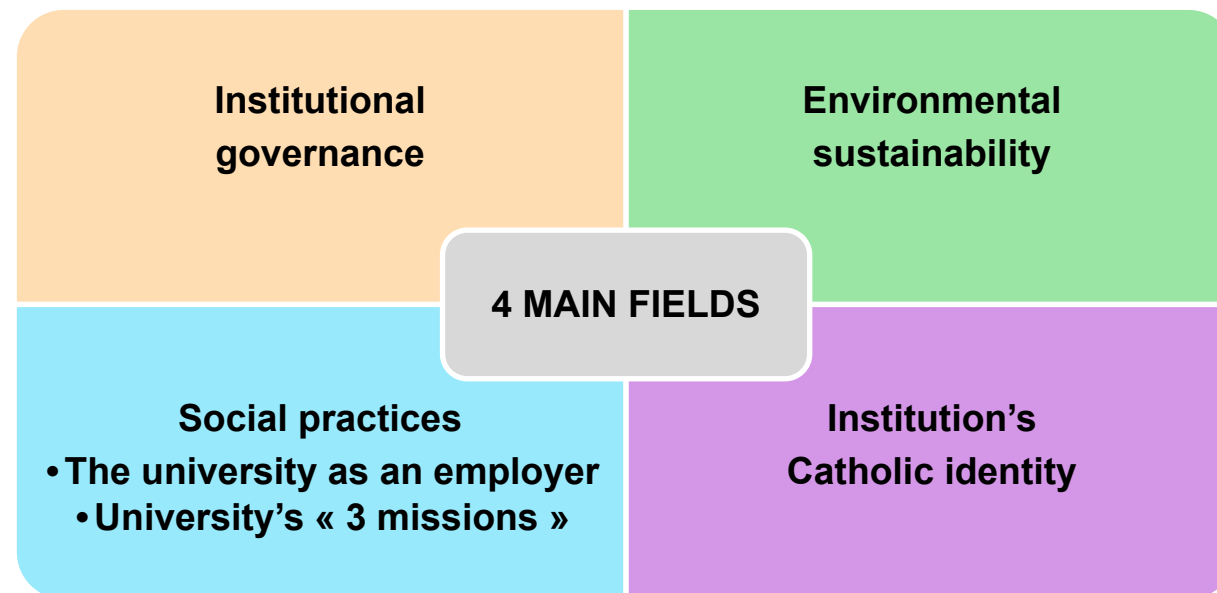 Institutional
governance
Environmental
sustainability
4 MAIN FIELDS
Social practices
•The university as an employer
•University’s « 3 missions »
Institution’s
Catholic identity